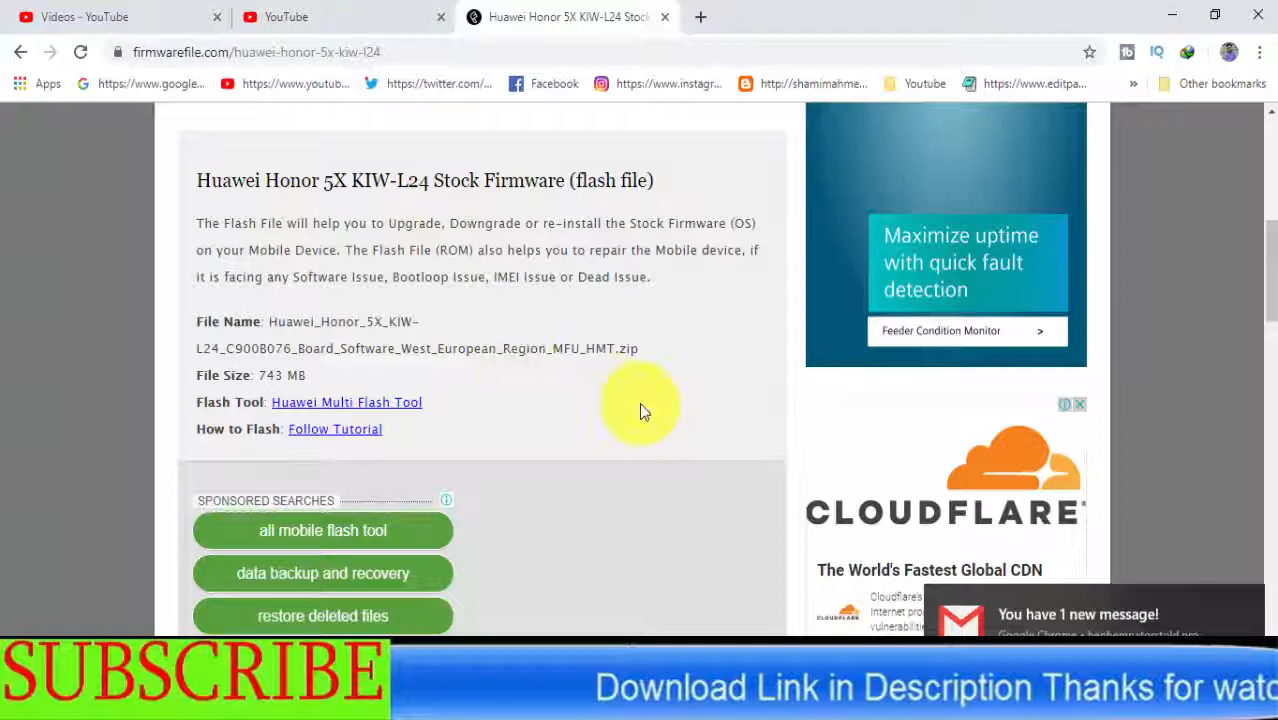 Videos - YouTube
YouTube
Huawei Honor 5X KIW-L24 Stock
firmwarefile.com/huawei-honor-5x-kiw-l24
Apps
https://www.google...
https://www.youtub...
https://twitter.com/...
Facebook
https://www.instagr...
http://shamimahme...
Youtube
https://www.editpa...
Other bookmarks
Huawei Honor 5X KIW-L24 Stock Firmware (flash file)
The Flash File will help you to Upgrade, Downgrade or re-install the Stock Firmware (OS)
on your Mobile Device. The Flash File (ROM) also helps you to repair the Mobile device, if
it is facing any Software Issue, Bootloop Issue, IMEI Issue or Dead Issue.
File Name: Huawei_Honor_5X_KIW-
L24_C900B076_Board_Software_West_European_Region_MFU_HMT.zip
File Size: 743 MB
Flash Tool: Huawei Multi Flash Tool
How to Flash: Follow Tutorial
SPONSORED SEARCHES
all mobile flash tool
data backup and recovery
restore deleted files
Maximize uptime
with quick fault
detection
Feeder Condition Monitor >
CLOUDFLARE
The World's Fastest Global CDN
Cloudflare's
Internet pro
vulnerabilitie
You have 1 new message!
SUBSCRIBE
Download Link in Description Thanks for watc